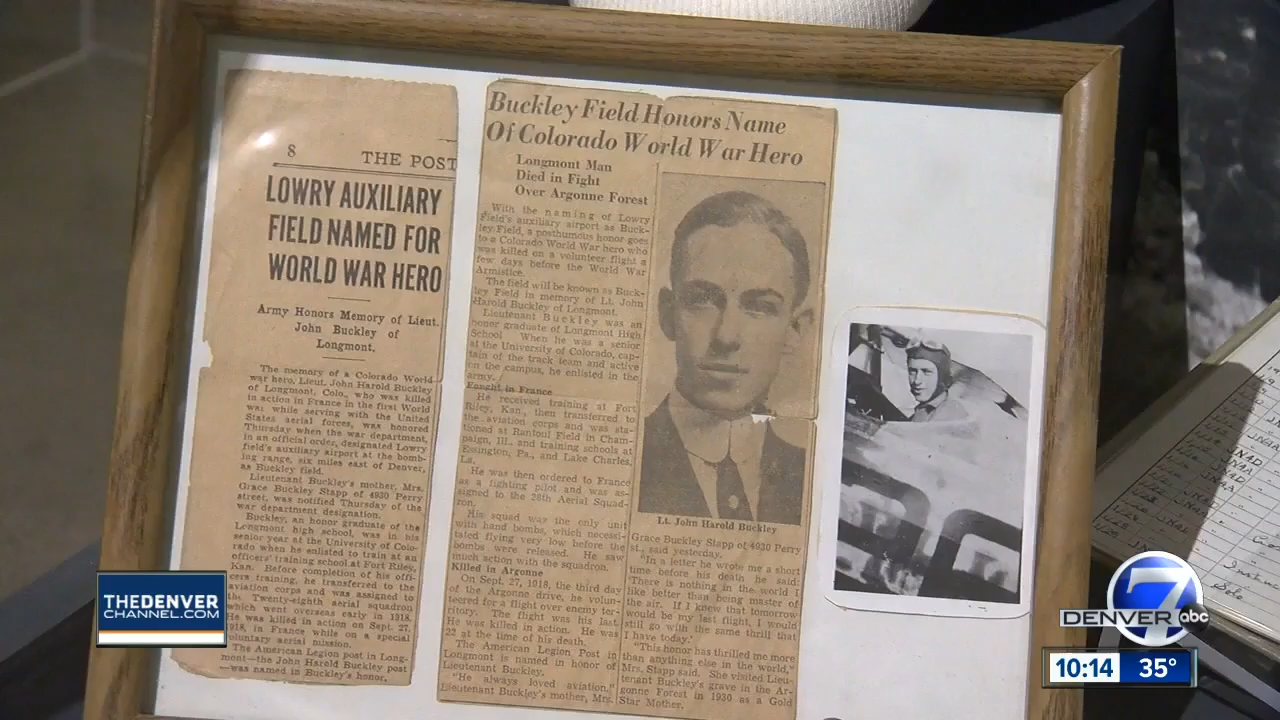 8 THE POST
LOWRY AUXILIARY
FIELD NAMED FOR
WORLD WAR HERO
Army Honors Memory of Lieut.
John Buckley of
Longmont.
The memory of a Colorado World
war hero, Lieut. John Harold Buckley
of Longmont, Colo., who was killed
in action in France in the first World
war while serving with the United
States aerial forces, was honored
Thursday when the war department,
in an official order, designated Lowry
field's auxiliary airport at the bomb-
ing range, six miles east of Denver,
as Buckley field.
Lieutenant Buckley's mother, Mrs.
Grace Buckley Stapp of 4930 Perry
street, was notified Thursday of the
war department designation.
Buckley, an honor graduate of the
Longmont high school, was in his
senior year at the University of Colo-
rado when he enlisted to train at an
officers' training school at Fort Riley,
Kan. Before completion of his offi-
cers training, he transferred to the
aviation corps and was assigned to
the Twenty-eighth aerial squadron
which went overseas early in 1918.
He was killed in action on Sept. 27,
1918, in France while on a special
voluntary aerial mission.
The American Legion post in Long-
mont—the John Harold Buckley post
—was named in Buckley's honor.
Buckley Field Honors Name
Of Colorado World War Hero
Longmont Man
Died in Fight
Over Argonne Forest
With the naming of Lowry
Field's auxiliary airport as Buck-
ley Field, a posthumous honor goes
to a Colorado World War hero who
was killed on a volunteer flight a
few days before the World War
Armistice.
The field will be known as Buck-
ley Field in memory of Lt. John
Harold Buckley of Longmont.
Lieutenant Buckley was an
honor graduate of Longmont High
School. When he was a senior
at the University of Colorado, cap-
tain of the track team and active
on the campus, he enlisted in the
army.
Fought in France
He received training at Fort
Riley, Kan., then transferred to
the aviation corps and was sta-
tioned at Rantoul Field in Cham-
paign, Ill., and training schools at
Essington, Pa., and Lake Charles,
La.
He was then ordered to France
as a fighting pilot and was as-
signed to the 28th Aerial Squad-
ron.
His squad was the only unit
with hand bombs, which necessi-
tated flying very low before the
bombs were released. He saw
much action with the squadron.
Killed in Argonne
On Sept. 27, 1918, the third day
of the Argonne drive, he volun-
teered for a flight over enemy ter-
ritory. The flight was his last.
He was killed in action. He was
22 at the time of his death.
The American Legion Post in
Longmont is named in honor of
Lieutenant Buckley.
"He always loved aviation,"
Lieutenant Buckley's mother, Mrs.
Lt. John Harold Buckley
Grace Buckley Stapp of 4930 Perry
st., said yesterday.
"In a letter he wrote me a short
time before his death he said:
'There is nothing in the world I
like better than being master of
the air. If I knew that tomorrow
would be my last flight, I would
still go with the same thrill that
I have today.'
"This honor has thrilled me more
than anything else in the world,"
Mrs. Stapp said. She visited Lieu-
tenant Buckley's grave in the Ar-
gonne Forest in 1930 as a Gold
Star Mother.
JN4D
JN4A
JN4A
THEDENVER
CHANNEL.COM
7
DENVER abc
10:14 35°